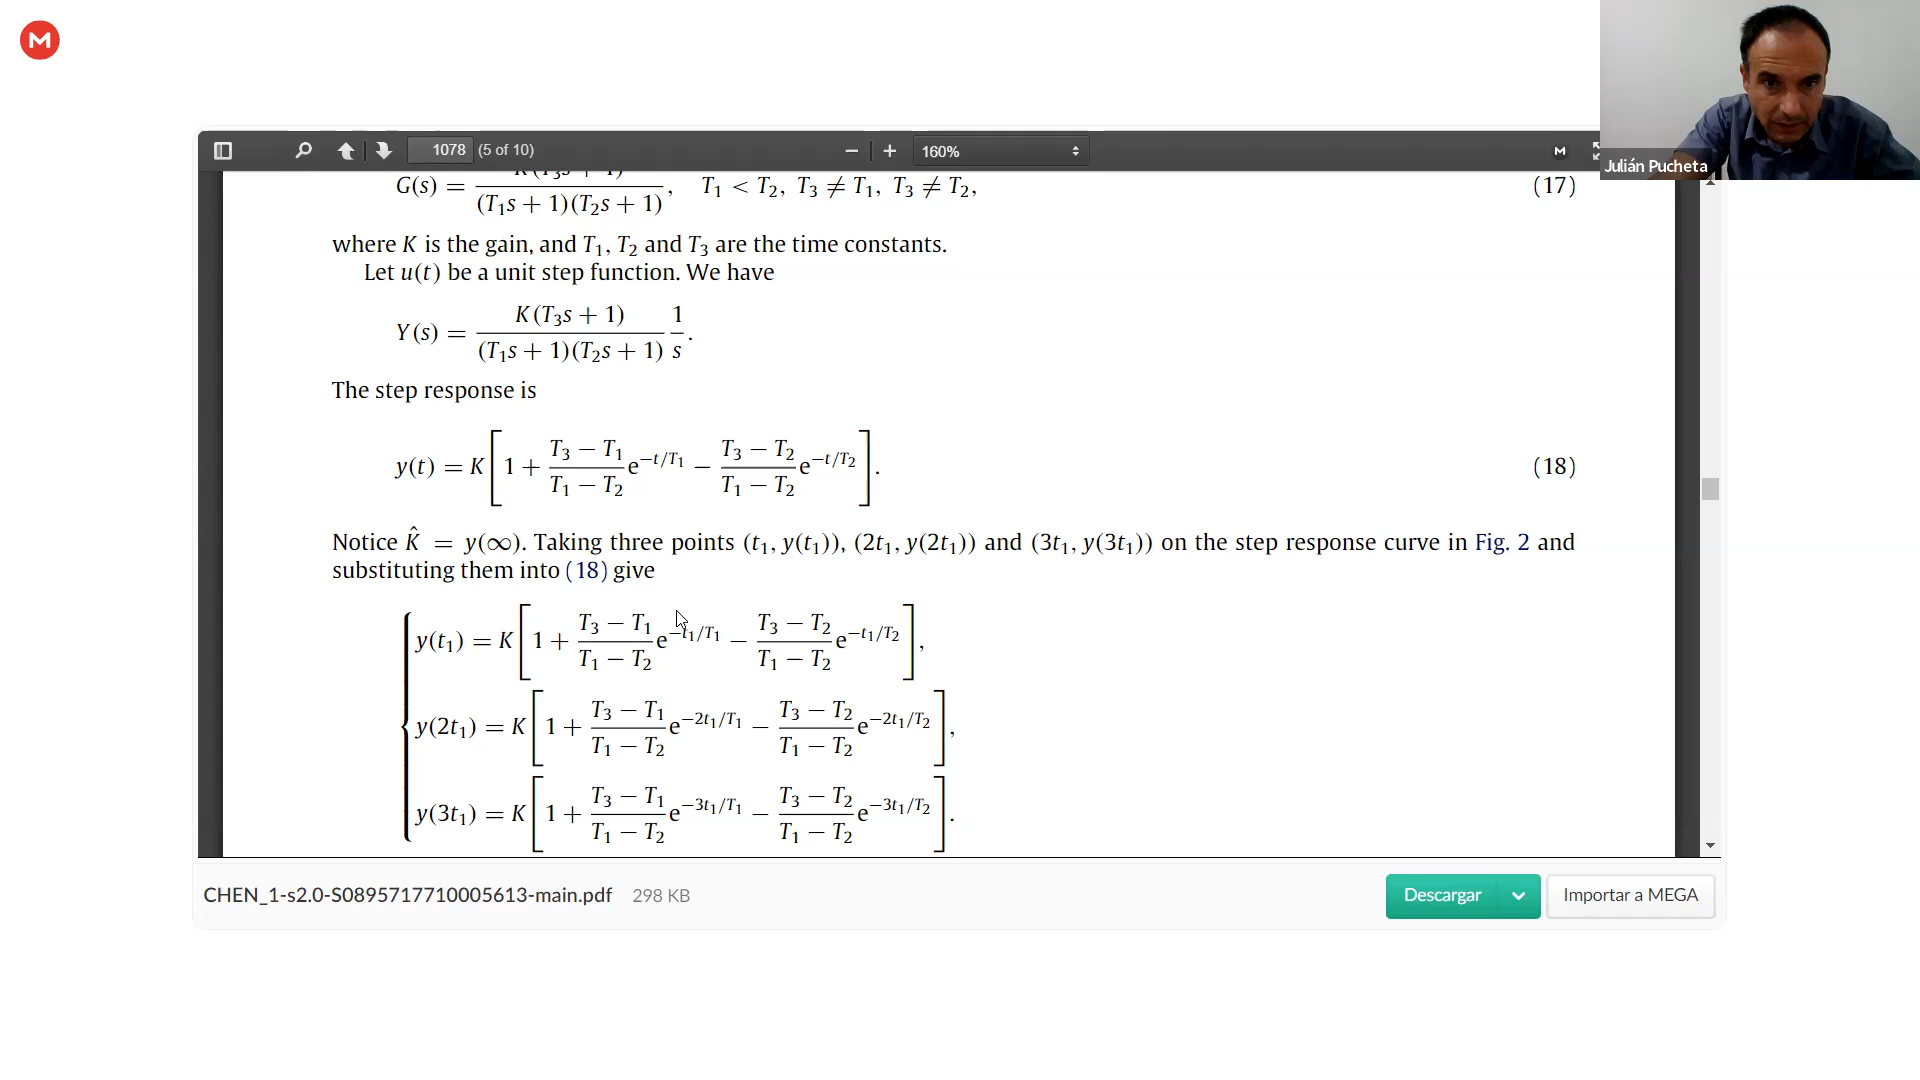 M
Julián Pucheta
1078 (5 of 10)
− + 160% M
G(s) = K(T₃s + 1) / (T₁s + 1)(T₂s + 1), T₁ < T₂, T₃ ≠ T₁, T₃ ≠ T₂, (17)
where K is the gain, and T₁, T₂ and T₃ are the time constants.
Let u(t) be a unit step function. We have
Y(s) = K(T₃s + 1) / (T₁s + 1)(T₂s + 1) 1/s.
The step response is
y(t) = K[1 + (T₃ − T₁)/(T₁ − T₂) e^(−t/T₁) − (T₃ − T₂)/(T₁ − T₂) e^(−t/T₂)]. (18)
Notice K̂ = y(∞). Taking three points (t₁, y(t₁)), (2t₁, y(2t₁)) and (3t₁, y(3t₁)) on the step response curve in Fig. 2 and
substituting them into (18) give
y(t₁) = K[1 + (T₃ − T₁)/(T₁ − T₂) e^(−t₁/T₁) − (T₃ − T₂)/(T₁ − T₂) e^(−t₁/T₂)],
y(2t₁) = K[1 + (T₃ − T₁)/(T₁ − T₂) e^(−2t₁/T₁) − (T₃ − T₂)/(T₁ − T₂) e^(−2t₁/T₂)],
y(3t₁) = K[1 + (T₃ − T₁)/(T₁ − T₂) e^(−3t₁/T₁) − (T₃ − T₂)/(T₁ − T₂) e^(−3t₁/T₂)].
CHEN_1-s2.0-S0895717710005613-main.pdf 298 KB
Descargar
Importar a MEGA